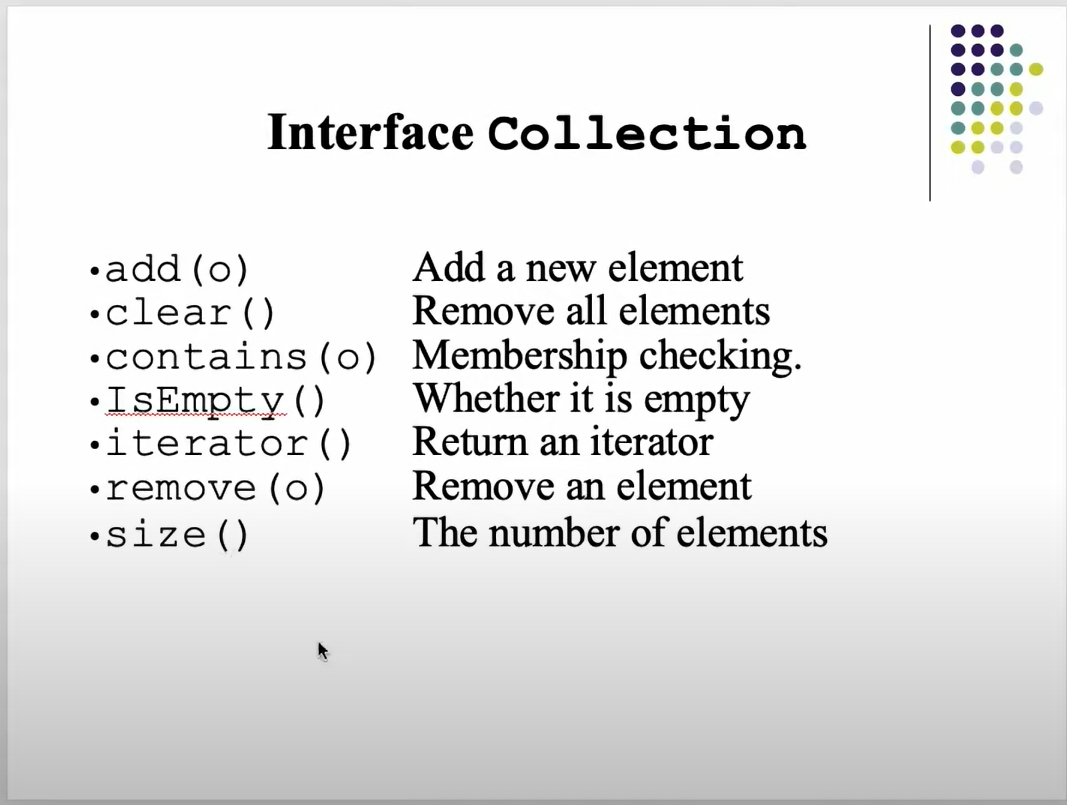 Interface Collection
•add(o) Add a new element
•clear() Remove all elements
•contains(o) Membership checking.
•IsEmpty() Whether it is empty
•iterator() Return an iterator
•remove(o) Remove an element
•size() The number of elements